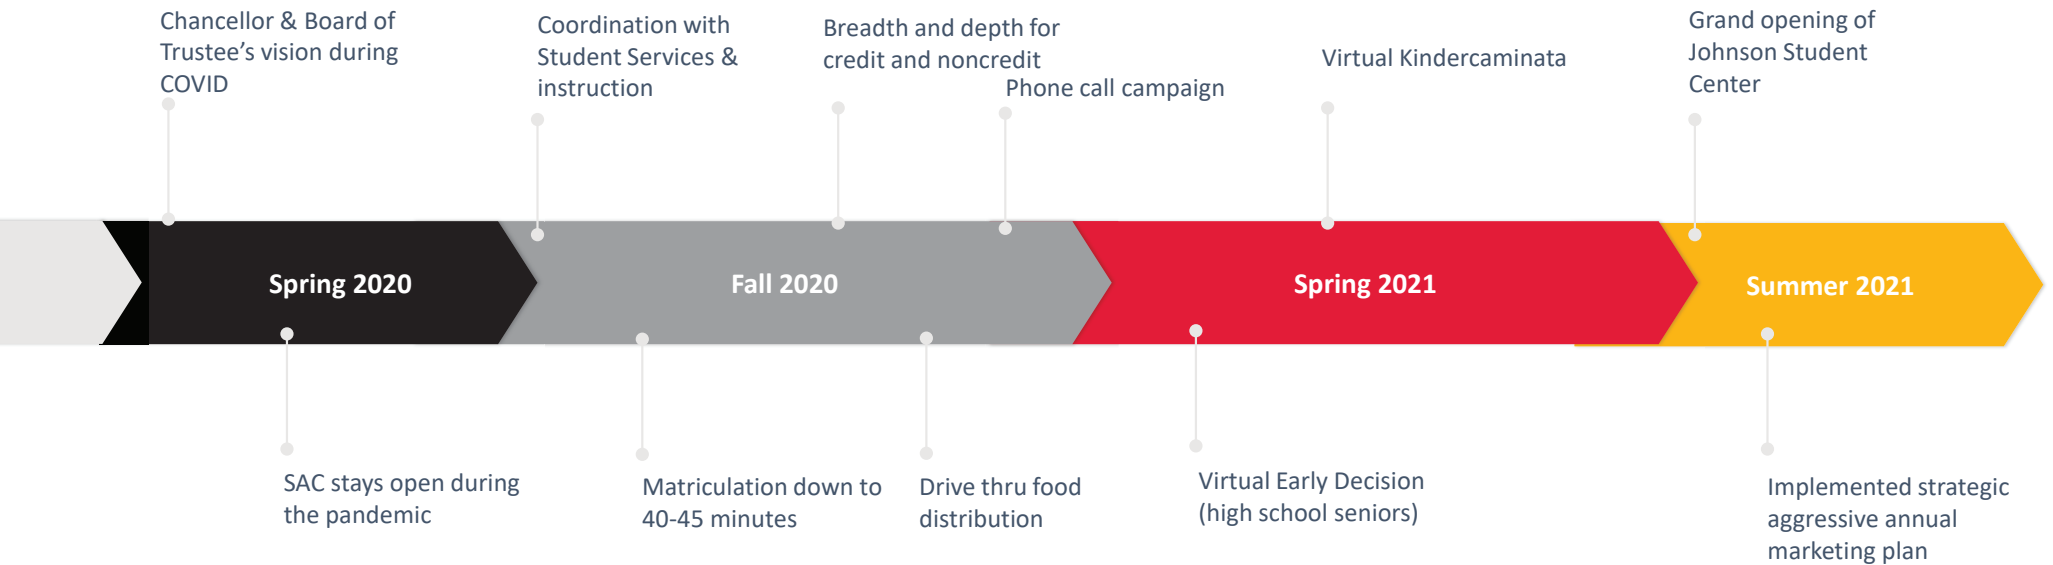 Chancellor & Board of
Trustee's vision during
COVID
Coordination with
Student Services &
instruction
Breadth and depth for
credit and noncredit
Phone call campaign
Virtual Kindercaminata
Grand opening of
Johnson Student
Center
Spring 2020
Fall 2020
Spring 2021
Summer 2021
SAC stays open during
the pandemic
Matriculation down to
40-45 minutes
Drive thru food
distribution
Virtual Early Decision
(high school seniors)
Implemented strategic
aggressive annual
marketing plan